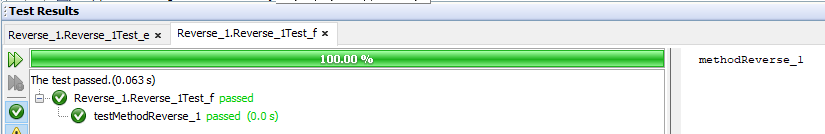 Test Results
Reverse_1.Reverse_1Test_e × Reverse_1.Reverse_1Test_f ×
100.00 % methodReverse_1
The test passed.(0.063 s)
Reverse_1.Reverse_1Test_f passed
testMethodReverse_1 passed (0.0 s)